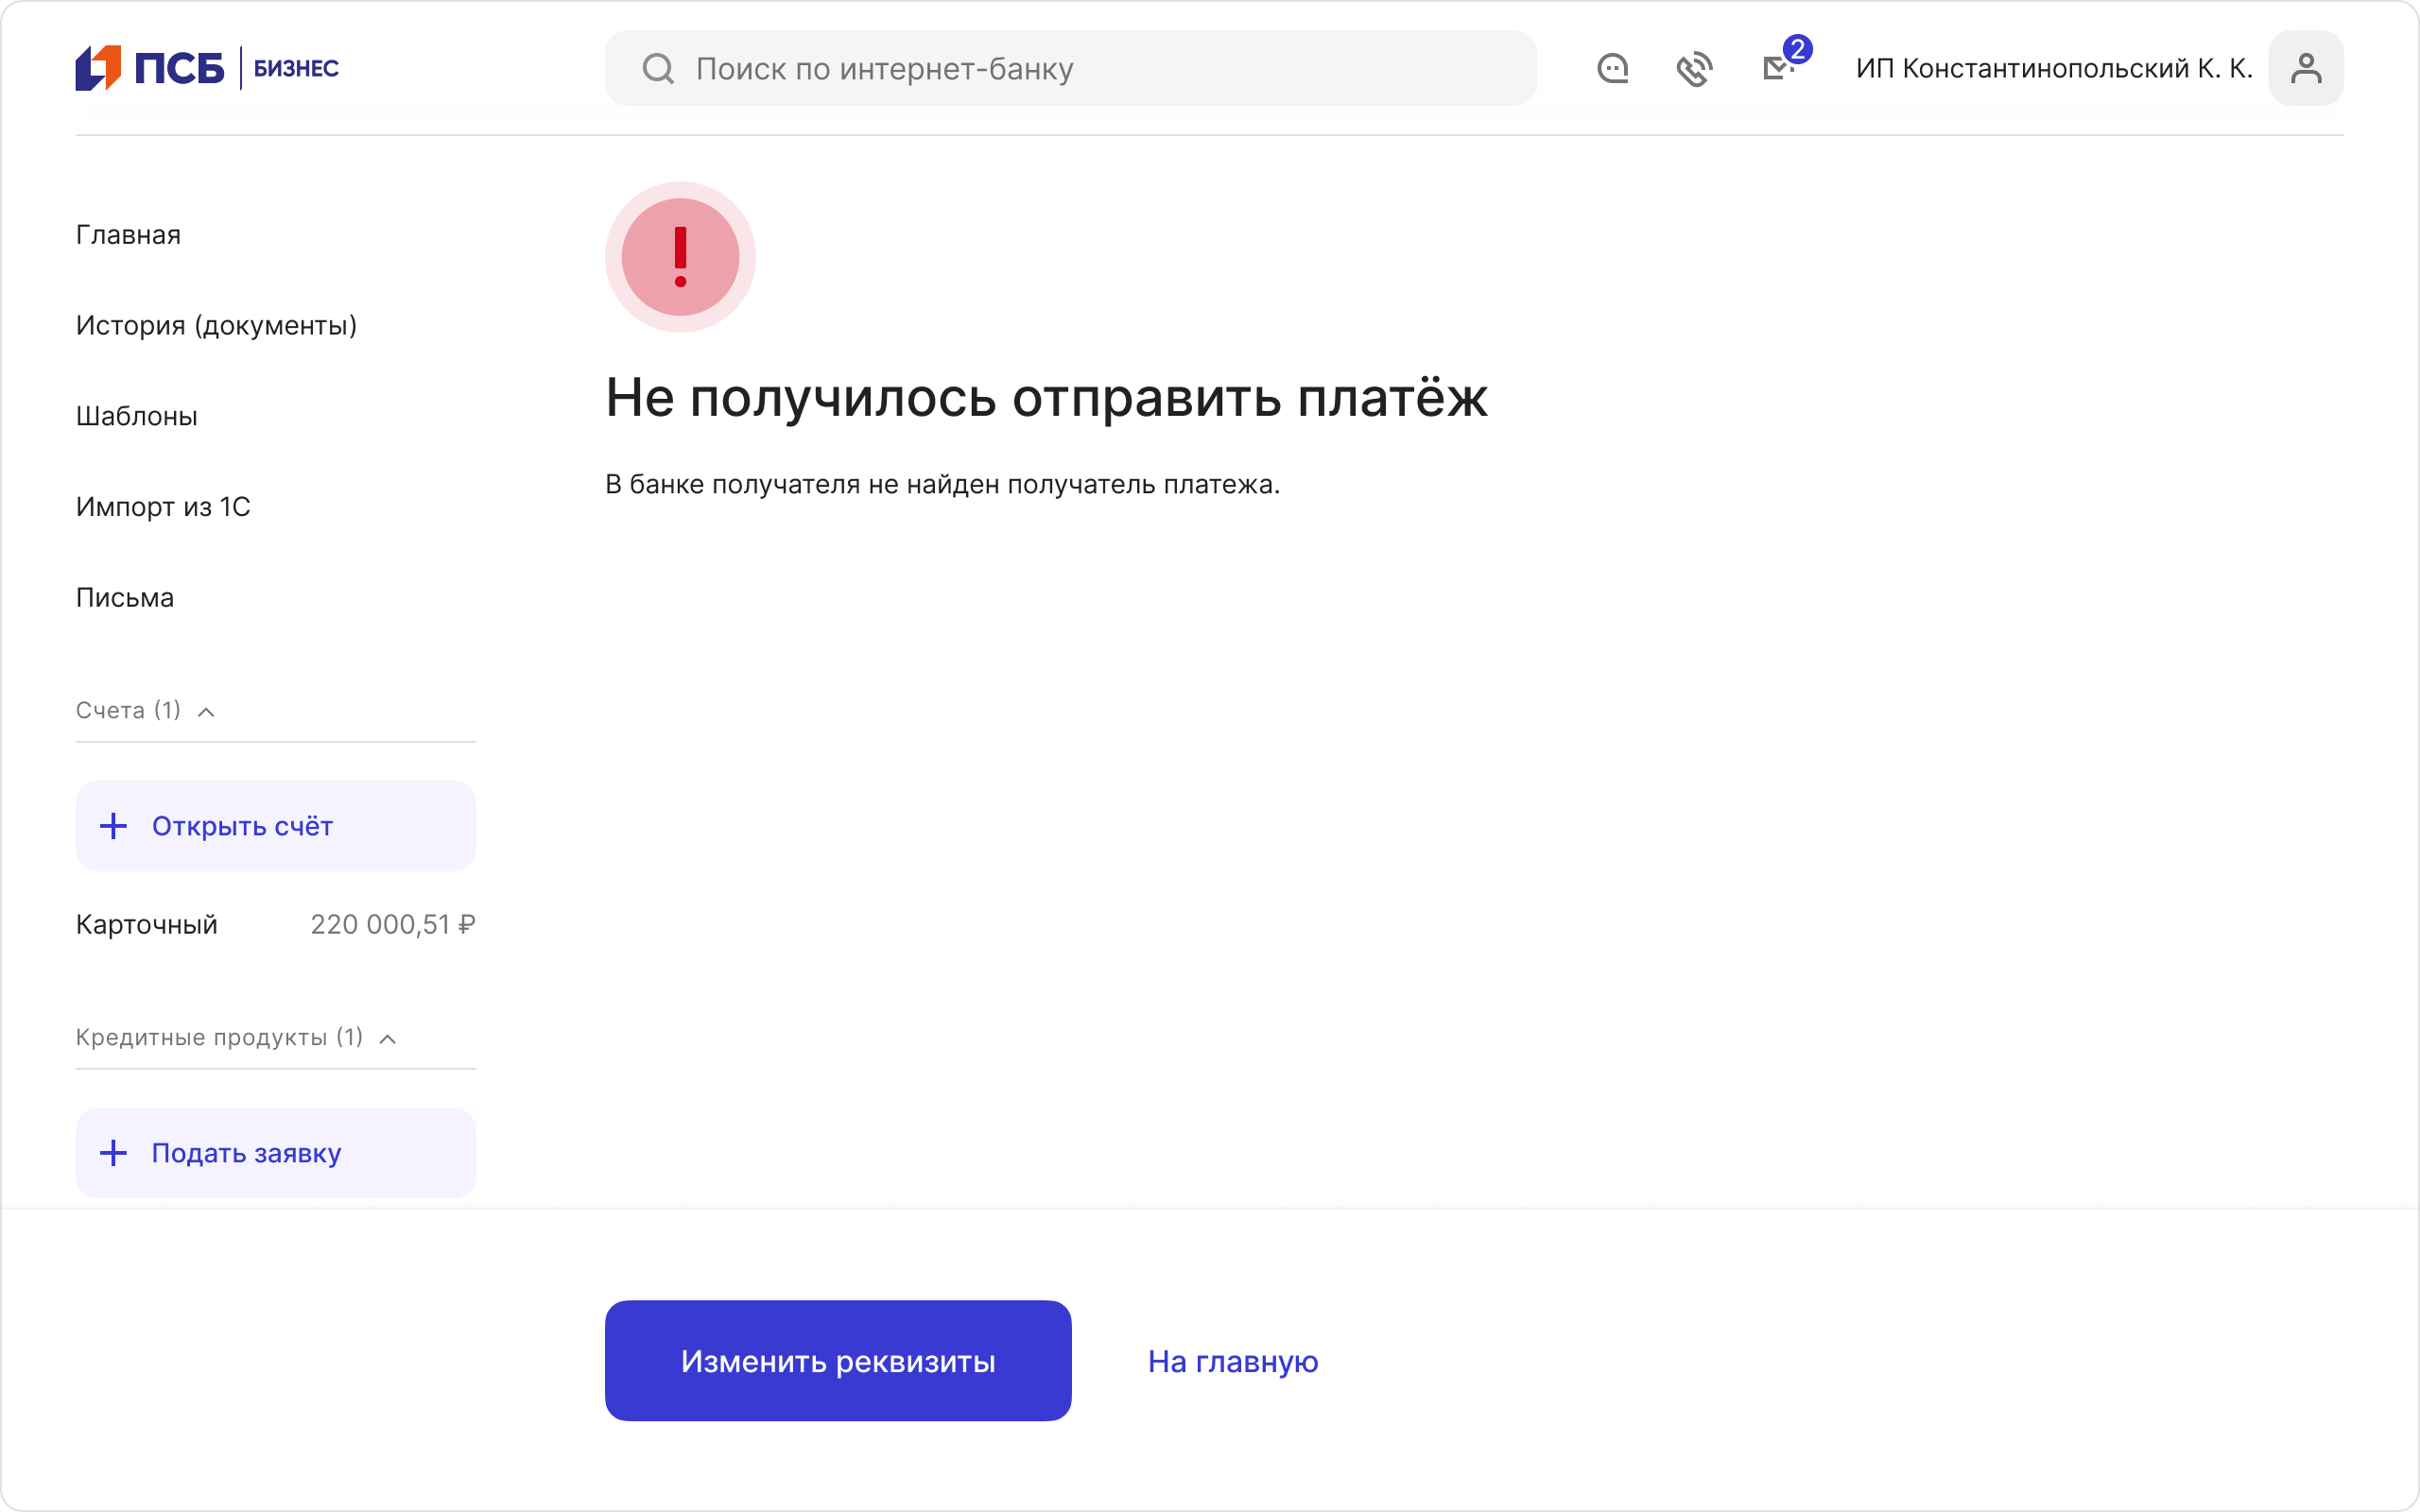 ПСБ БИЗНЕС
Поиск по интернет-банку
2
ИП Константинопольский К. К.
Главная
История (документы)
Шаблоны
Импорт из 1С
Письма
Счета (1)
Открыть счёт
Карточный 220 000,51 ₽
Кредитные продукты (1)
Подать заявку
Не получилось отправить платёж
В банке получателя не найден получатель платежа.
Изменить реквизиты
На главную